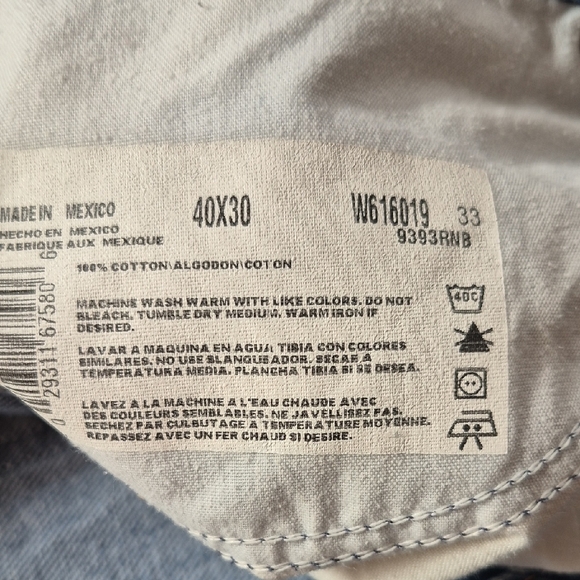 MADE IN MEXICO 40X30 W616019 33
HECHO EN MEXICO 9393RNB
FABRIQUE AUX MEXIQUE
100% COTTON\ALGODON\COTON
MACHINE WASH WARM WITH LIKE COLORS. DO NOT
BLEACH. TUMBLE DRY MEDIUM. WARM IRON IF
DESIRED.
LAVAR A MAQUINA EN AGUA TIBIA CON COLORES
SIMILARES. NO USE BLANQUEADOR. SECAR A
TEMPERATURA MEDIA. PLANCHA TIBIA SI SE DESEA.
LAVEZ A LA MACHINE A L'EAU CHAUDE AVEC
DES COULEURS SEMBLABLES. NE JAVELLISEZ PAS.
SECHEZ PAR CULBUTAGE A TEMPERATURE MOYENNE.
REPASSEZ AVEC UN FER CHAUD SI DESIRE.
40C
0 29311 67580 6